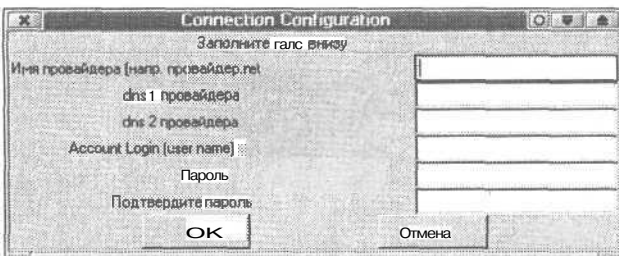 Connection Configuration
Заполните галс внизу
Имя провайдера (напр. провайдер.net
dns 1 провайдера
dns 2 провайдера
Account Login (user name)
Пароль
Подтвердите пароль
OK
Отмена